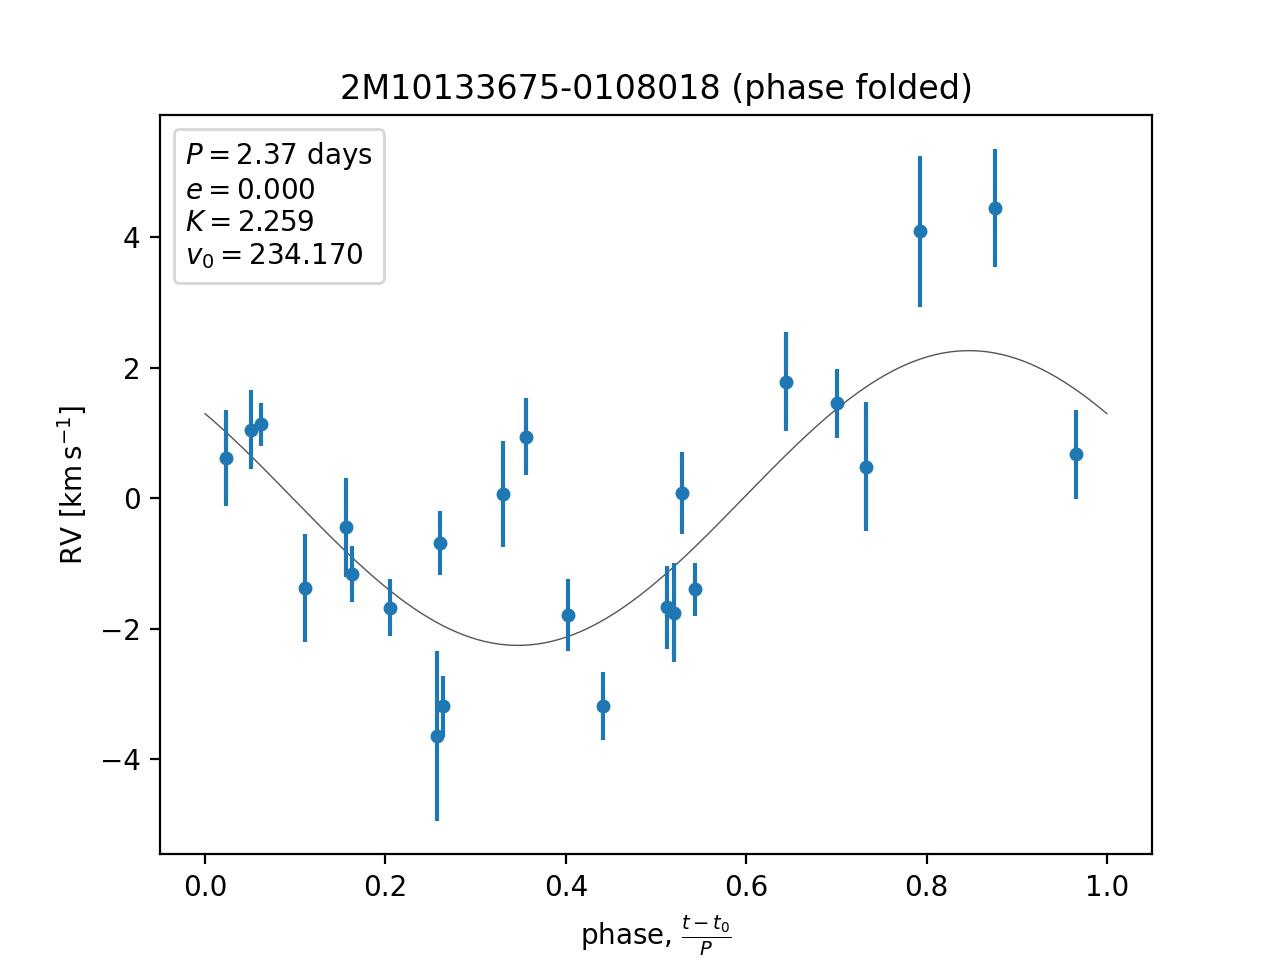 2M10133675-0108018 (phase folded)
P = 2.37 days
e = 0.000
K = 2.259
v₀ = 234.170
4
2
0
−2
−4
RV [km s⁻¹]
0.0 0.2 0.4 0.6 0.8 1.0
phase, (t − t₀)/P